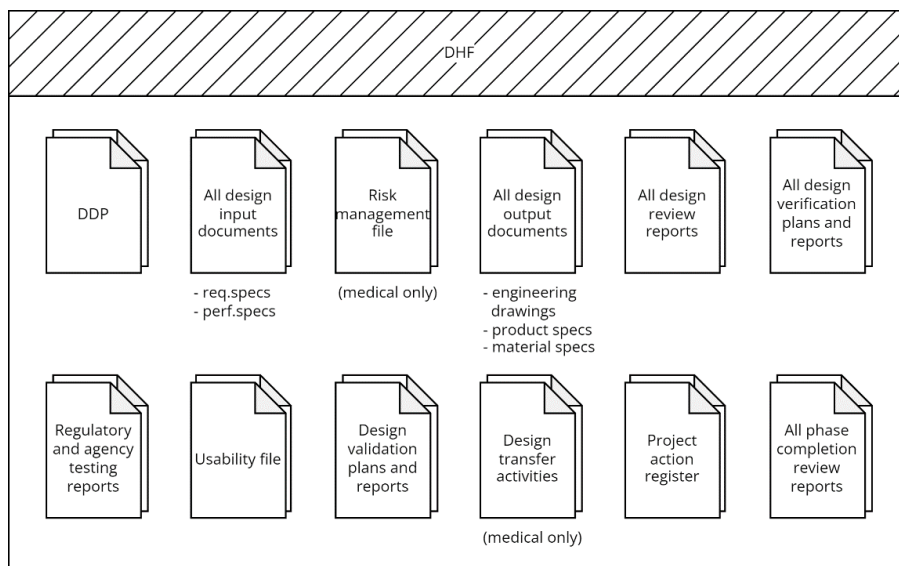 DHF
DDP
All design
input
documents
- req.specs
- perf.specs
Risk
management
file
(medical only)
All design
output
documents
- engineering
drawings
- product specs
- material specs
All design
review
reports
All design
verification
plans and
reports
Regulatory
and agency
testing
reports
Usability file
Design
validation
plans and
reports
Design
transfer
activities
(medical only)
Project
action
register
All phase
completion
review
reports